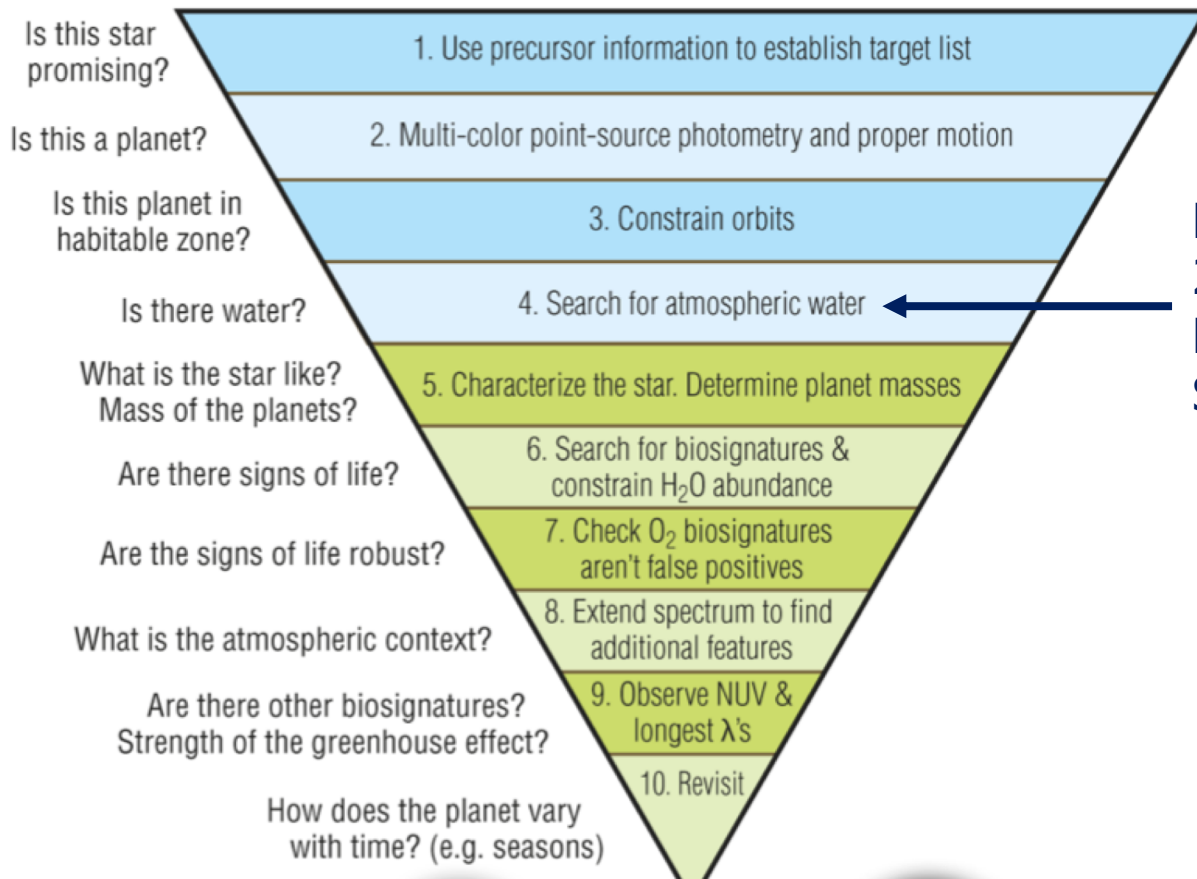 Is this star
promising?
1. Use precursor information to establish target list
Is this a planet?
2. Multi-color point-source photometry and proper motion
Is this planet in
habitable zone?
3. Constrain orbits
Is there water?
4. Search for atmospheric water
What is the star like?
Mass of the planets?
5. Characterize the star. Determine planet masses
Are there signs of life?
6. Search for biosignatures &
constrain H₂O abundance
Are the signs of life robust?
7. Check O₂ biosignatures
aren't false positives
What is the atmospheric context?
8. Extend spectrum to find
additional features
Are there other biosignatures?
Strength of the greenhouse effect?
9. Observe NUV &
longest λ's
How does the planet vary
with time? (e.g. seasons)
10. Revisit